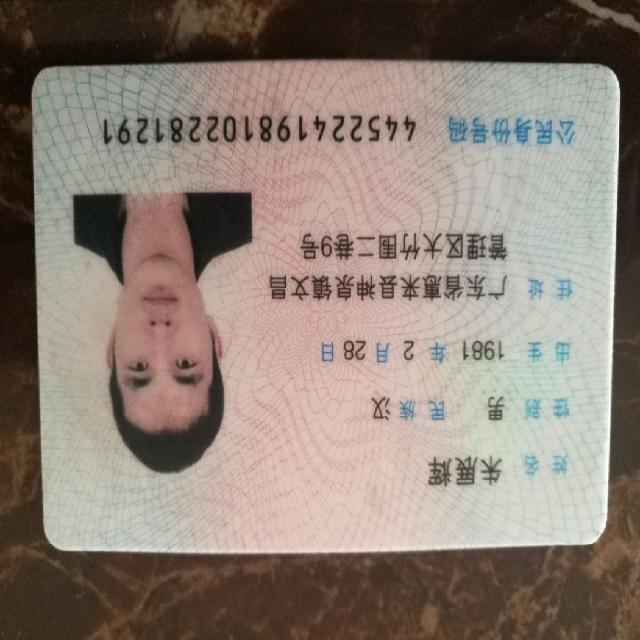 姓名 朱展辉
性别 男 民族 汉
出生 1981 年 2 月 28 日
住址 广东省惠来县神泉镇文昌
管理区大竹围二巷9号
公民身份号码 445224198102281291